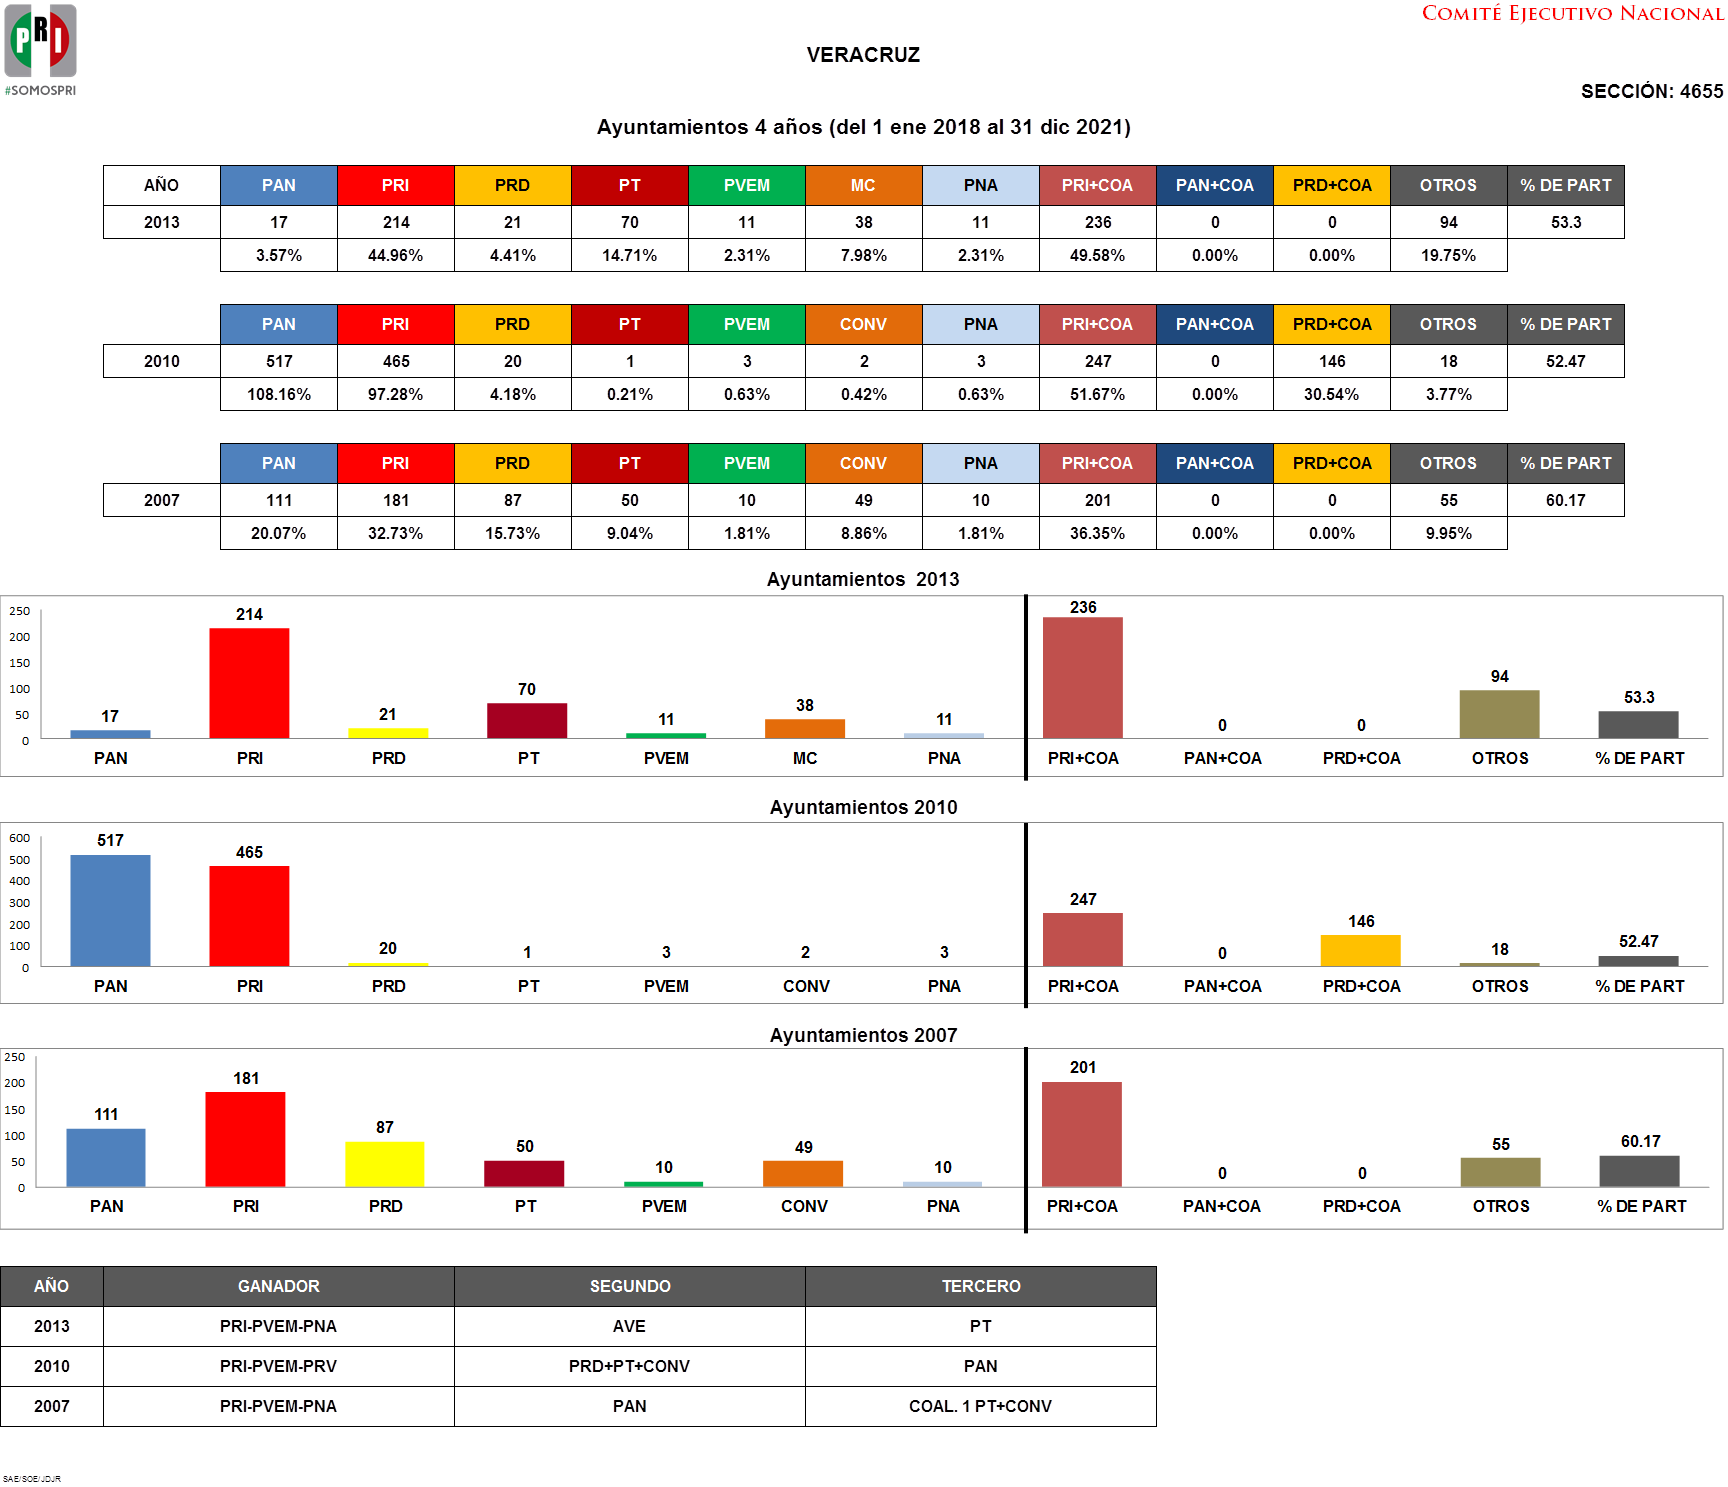 PRI
#SOMOSPRI
COMITÉ EJECUTIVO NACIONAL
VERACRUZ
SECCIÓN: 4655
Ayuntamientos 4 años (del 1 ene 2018 al 31 dic 2021)
AÑO PAN PRI PRD PT PVEM MC PNA PRI+COA PAN+COA PRD+COA OTROS % DE PART
2013 17 214 21 70 11 38 11 236 0 0 94 53.3
3.57% 44.96% 4.41% 14.71% 2.31% 7.98% 2.31% 49.58% 0.00% 0.00% 19.75%
PAN PRI PRD PT PVEM CONV PNA PRI+COA PAN+COA PRD+COA OTROS % DE PART
2010 517 465 20 1 3 2 3 247 0 146 18 52.47
108.16% 97.28% 4.18% 0.21% 0.63% 0.42% 0.63% 51.67% 0.00% 30.54% 3.77%
PAN PRI PRD PT PVEM CONV PNA PRI+COA PAN+COA PRD+COA OTROS % DE PART
2007 111 181 87 50 10 49 10 201 0 0 55 60.17
20.07% 32.73% 15.73% 9.04% 1.81% 8.86% 1.81% 36.35% 0.00% 0.00% 9.95%
Ayuntamientos 2013
250
200
150
100
50
0
17 214 21 70 11 38 11 236 0 0 94 53.3
PAN PRI PRD PT PVEM MC PNA PRI+COA PAN+COA PRD+COA OTROS % DE PART
Ayuntamientos 2010
600
500
400
300
200
100
0
517 465 20 1 3 2 3 247 0 146 18 52.47
PAN PRI PRD PT PVEM CONV PNA PRI+COA PAN+COA PRD+COA OTROS % DE PART
Ayuntamientos 2007
250
200
150
100
50
0
111 181 87 50 10 49 10 201 0 0 55 60.17
PAN PRI PRD PT PVEM CONV PNA PRI+COA PAN+COA PRD+COA OTROS % DE PART
AÑO GANADOR SEGUNDO TERCERO
2013 PRI-PVEM-PNA AVE PT
2010 PRI-PVEM-PRV PRD+PT+CONV PAN
2007 PRI-PVEM-PNA PAN COAL. 1 PT+CONV
SAE/SOE/JDJR